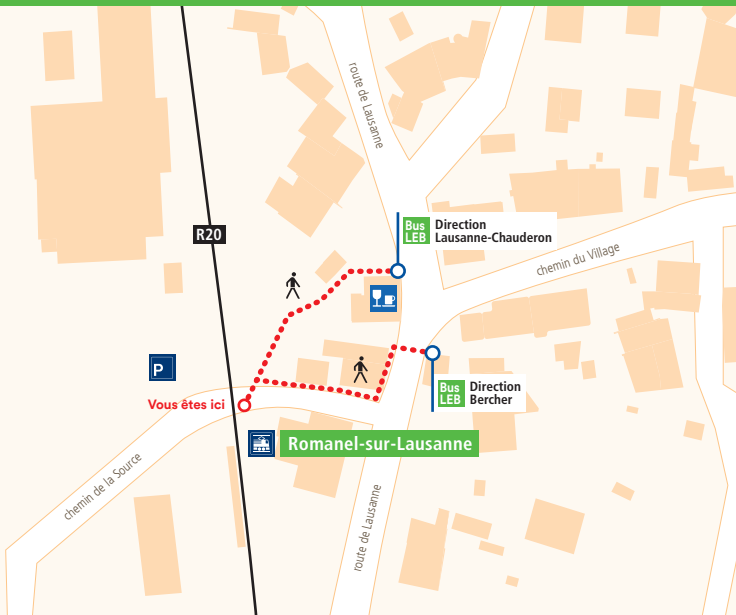 route de Lausanne
R20
Bus
LEB
Direction
Lausanne-Chauderon
chemin du Village
P
Vous êtes ici
Bus
LEB
Direction
Bercher
Romanel-sur-Lausanne
chemin de la Source
route de Lausanne